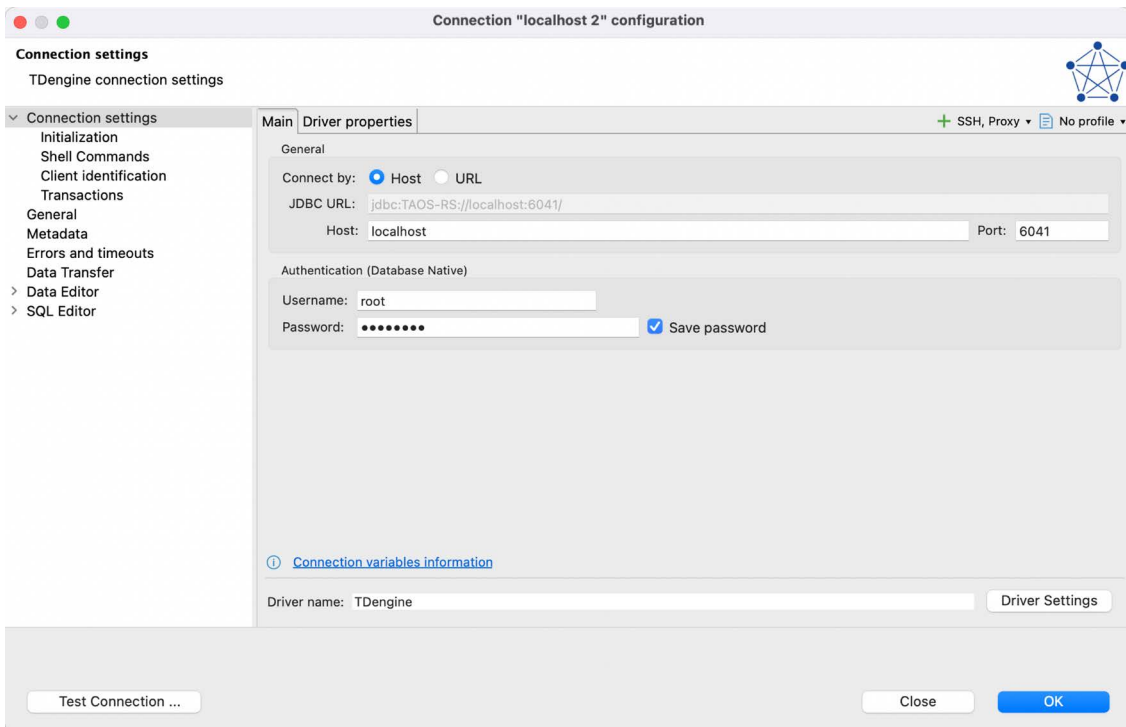 Connection "localhost 2" configuration
Connection settings
TDengine connection settings
Connection settings
Initialization
Shell Commands
Client identification
Transactions
General
Metadata
Errors and timeouts
Data Transfer
Data Editor
SQL Editor
Main Driver properties
SSH, Proxy No profile
General
Connect by: Host URL
JDBC URL: jdbc:TAOS-RS://localhost:6041/
Host: localhost Port: 6041
Authentication (Database Native)
Username: root
Password: •••••••• Save password
Connection variables information
Driver name: TDengine Driver Settings
Test Connection ... Close OK